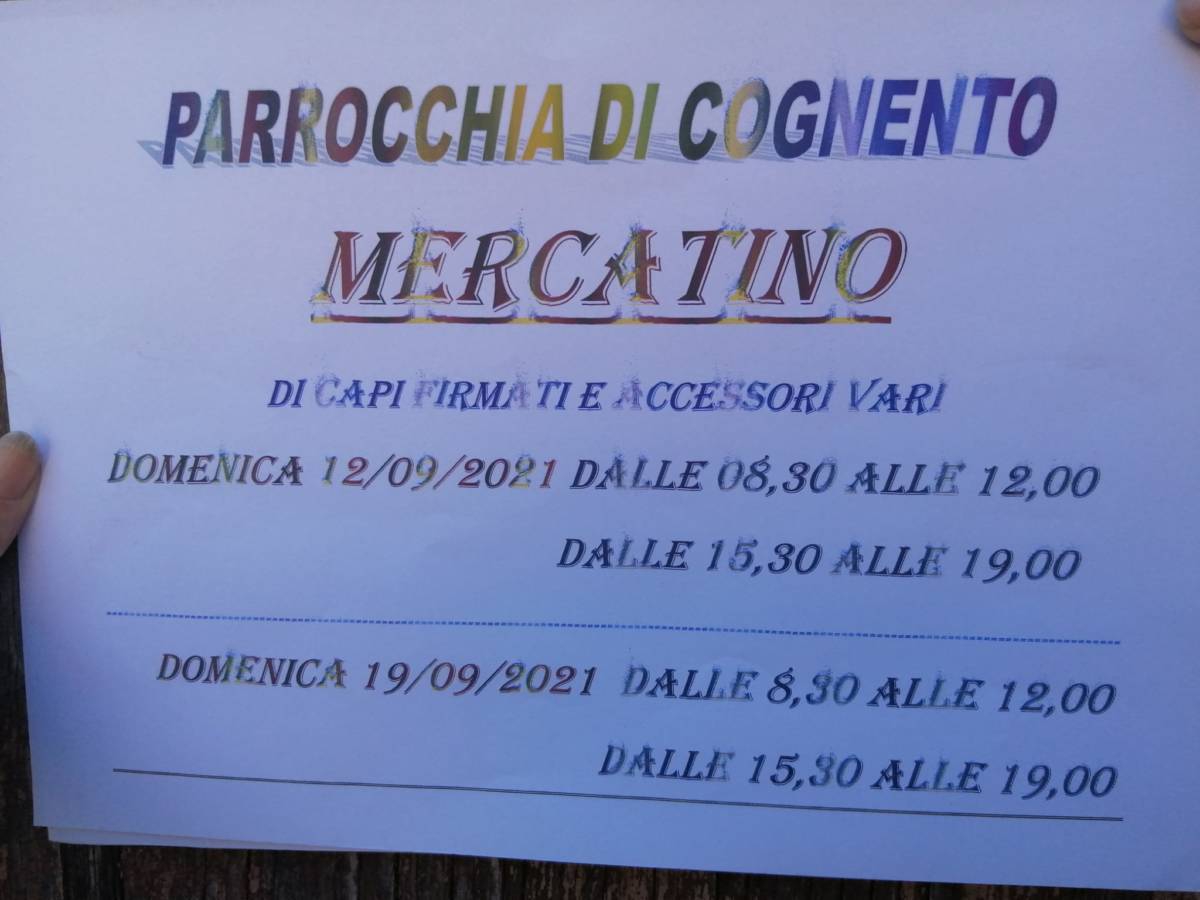 PARROCCHIA DI COGNENTO
MERCATINO
DI CAPI FIRMATI E ACCESSORI VARI
DOMENICA 12/09/2021 DALLE 08,30 ALLE 12,00
DALLE 15,30 ALLE 19,00
DOMENICA 19/09/2021 DALLE 8,30 ALLE 12,00
DALLE 15,30 ALLE 19,00